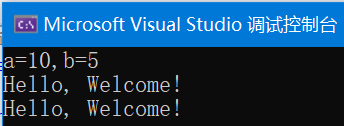 Microsoft Visual Studio 调试控制台
a=10,b=5
Hello, Welcome!
Hello, Welcome!